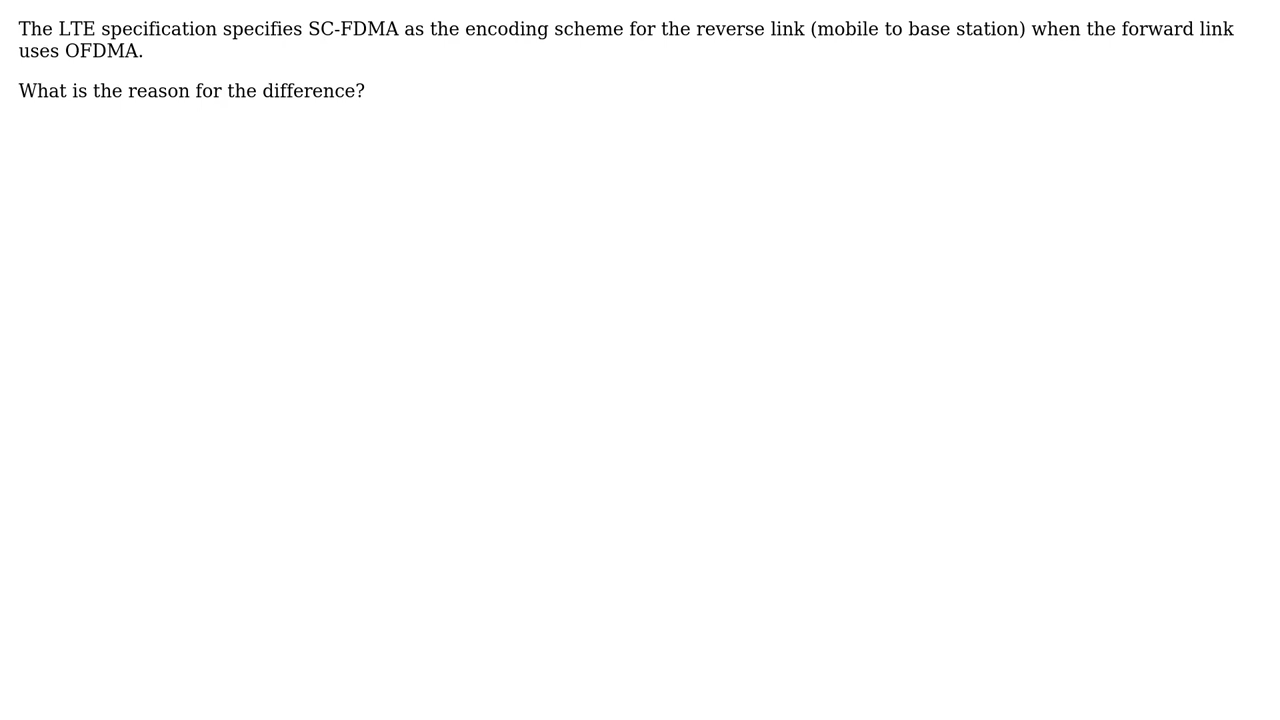 The LTE specification specifies SC-FDMA as the encoding scheme for the reverse link (mobile to base station) when the forward link
uses OFDMA.
What is the reason for the difference?